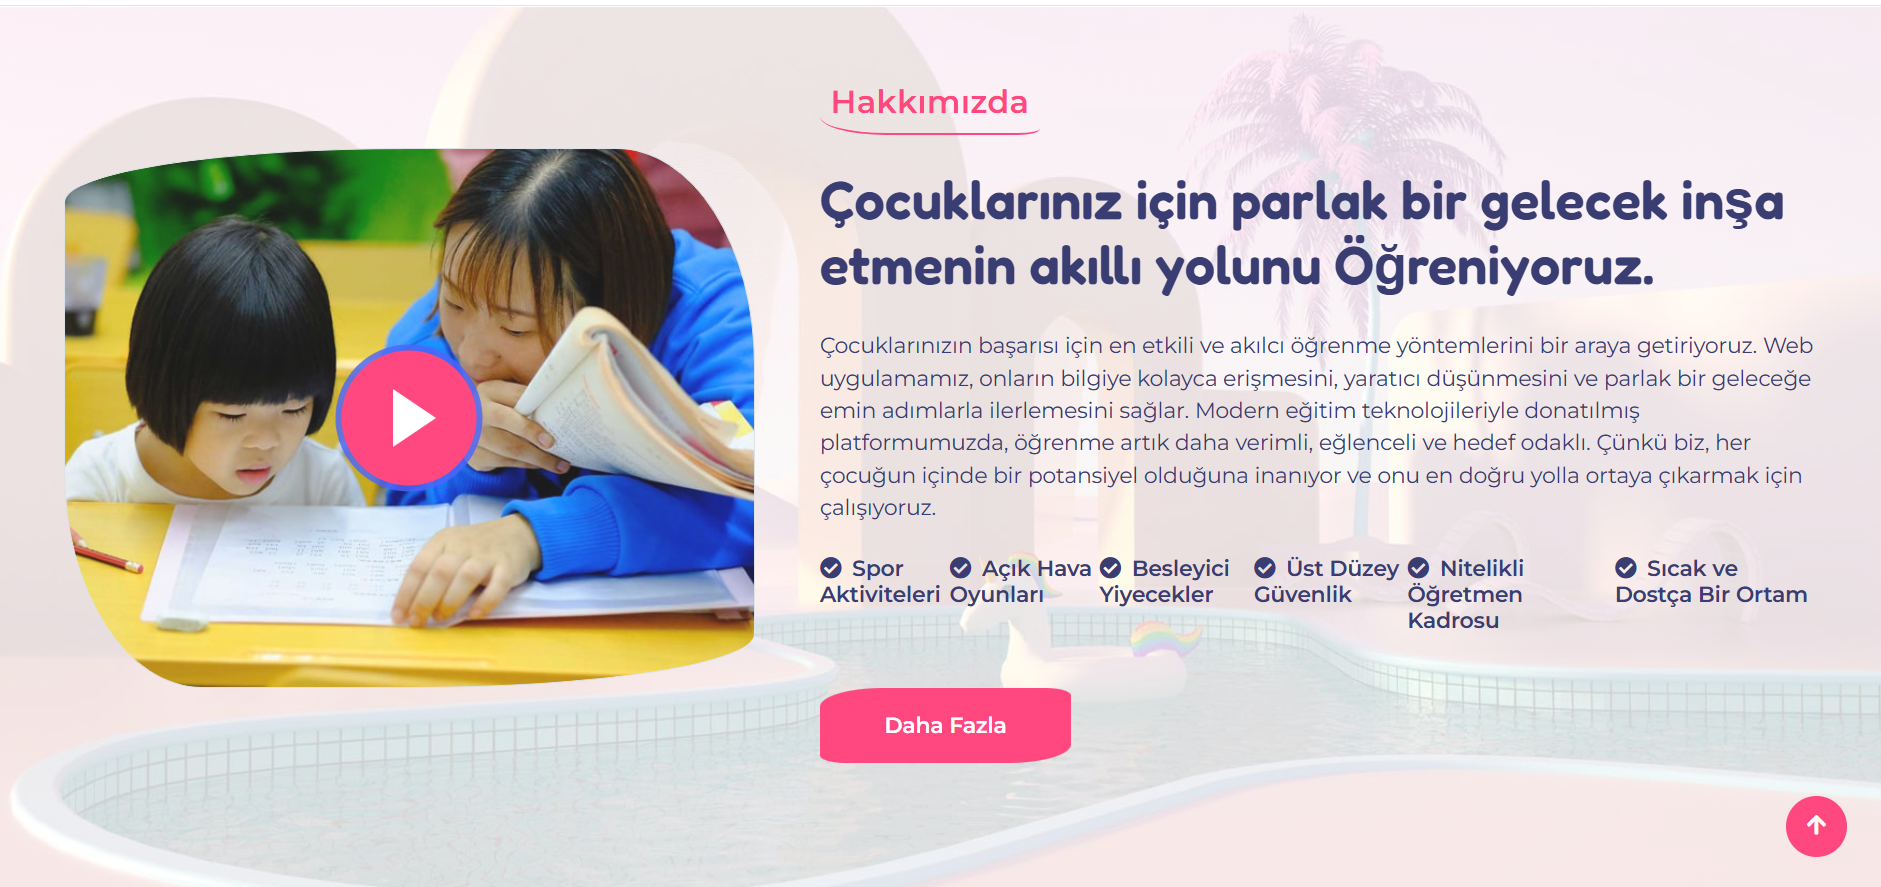 Hakkımızda
Çocuklarınız için parlak bir gelecek inşa
etmenin akıllı yolunu Öğreniyoruz.
Çocuklarınızın başarısı için en etkili ve akılcı öğrenme yöntemlerini bir araya getiriyoruz. Web
uygulamamız, onların bilgiye kolayca erişmesini, yaratıcı düşünmesini ve parlak bir geleceğe
emin adımlarla ilerlemesini sağlar. Modern eğitim teknolojileriyle donatılmış
platformumuzda, öğrenme artık daha verimli, eğlenceli ve hedef odaklı. Çünkü biz, her
çocuğun içinde bir potansiyel olduğuna inanıyor ve onu en doğru yolla ortaya çıkarmak için
çalışıyoruz.
Spor
Aktiviteleri
Açık Hava
Oyunları
Besleyici
Yiyecekler
Üst Düzey
Güvenlik
Nitelikli
Öğretmen
Kadrosu
Sıcak ve
Dostça Bir Ortam
Daha Fazla